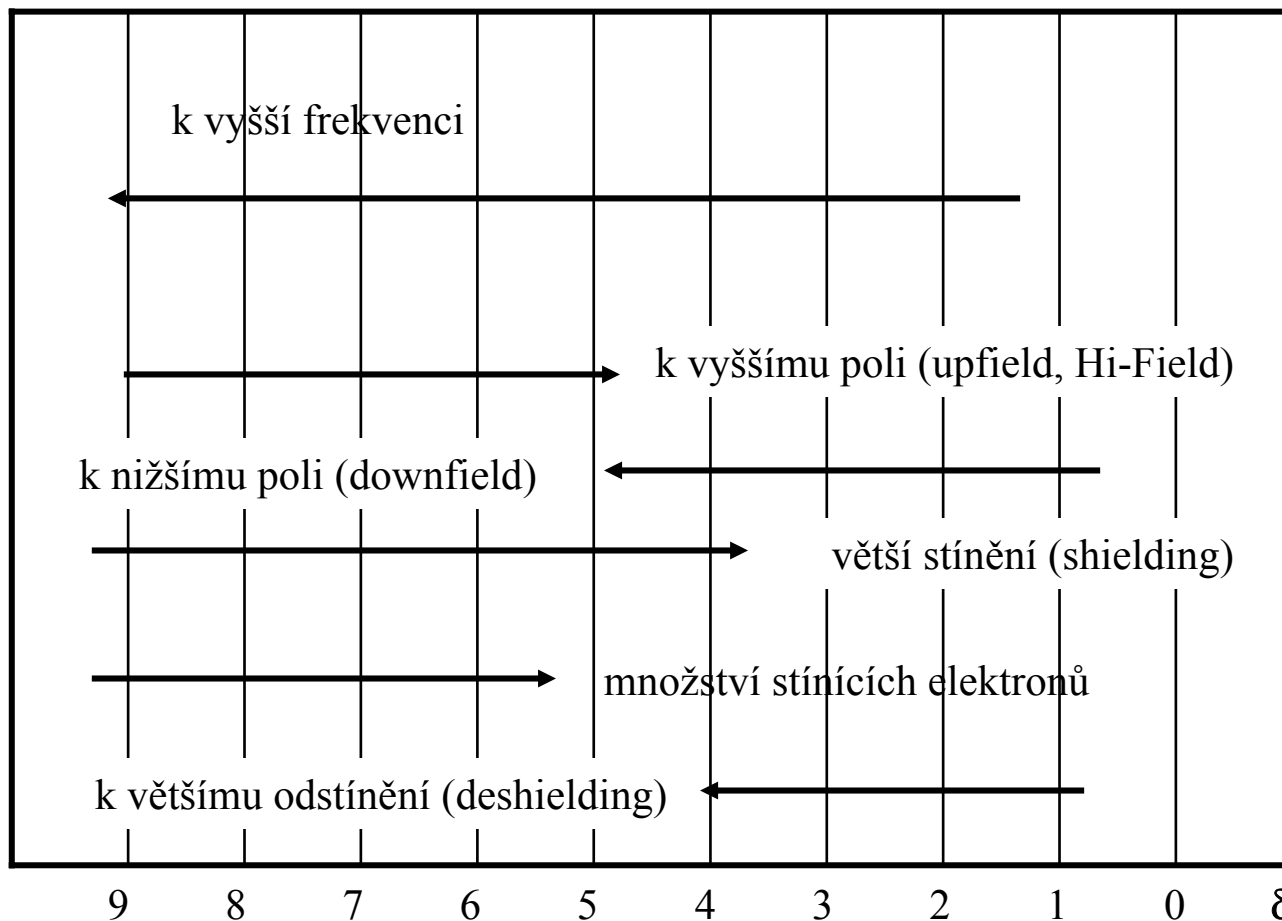 k vyšší frekvenci
k vyššímu poli (upfield, Hi-Field)
k nižšímu poli (downfield)
větší stínění (shielding)
množství stínících elektronů
k většímu odstínění (deshielding)
9 8 7 6 5 4 3 2 1 0 δ